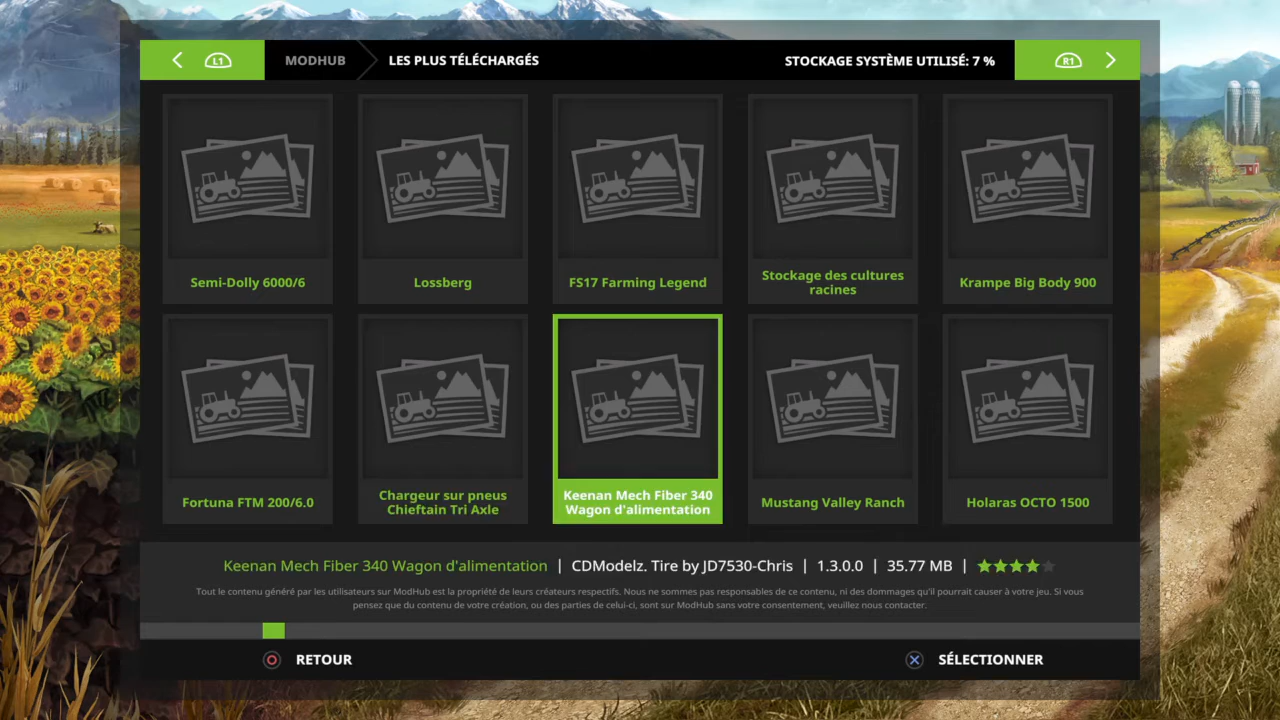 L1
MODHUB
LES PLUS TÉLÉCHARGÉS
STOCKAGE SYSTÈME UTILISÉ: 7 %
R1
Semi-Dolly 6000/6
Lossberg
FS17 Farming Legend
Stockage des cultures
racines
Krampe Big Body 900
Fortuna FTM 200/6.0
Chargeur sur pneus
Chieftain Tri Axle
Keenan Mech Fiber 340
Wagon d'alimentation
Mustang Valley Ranch
Holaras OCTO 1500
Keenan Mech Fiber 340 Wagon d'alimentation | CDModelz. Tire by JD7530-Chris | 1.3.0.0 | 35.77 MB |
Tout le contenu généré par les utilisateurs sur ModHub est la propriété de leurs créateurs respectifs. Nous ne sommes pas responsables de ce contenu, ni des dommages qu'il pourrait causer à votre jeu. Si vous
pensez que du contenu de votre création, ou des parties de celui-ci, sont sur ModHub sans votre consentement, veuillez nous contacter.
RETOUR
SÉLECTIONNER